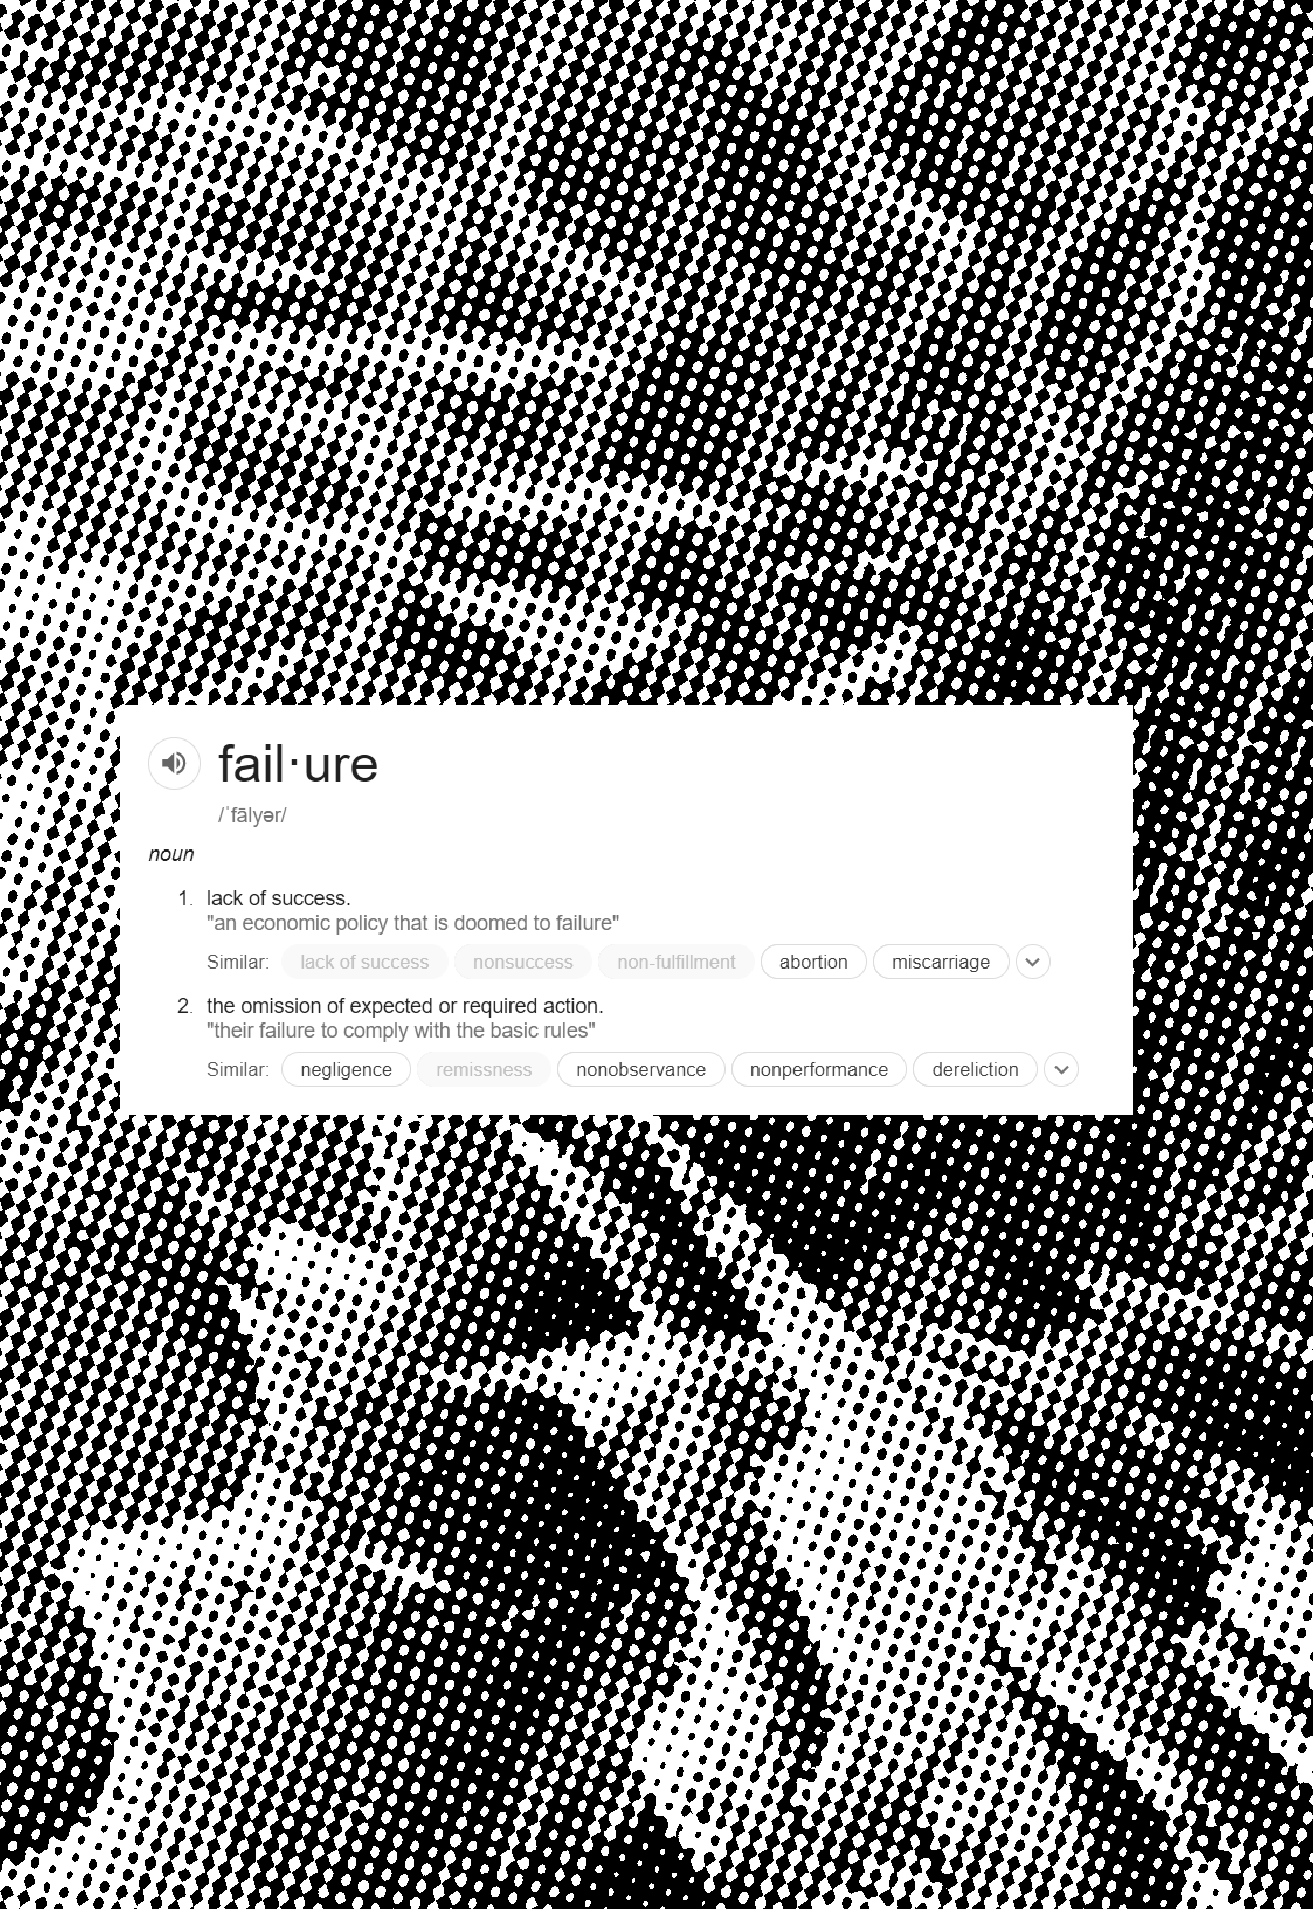 fail·ure
/ˈfālyər/
noun
1. lack of success.
"an economic policy that is doomed to failure"
Similar: lack of success nonsuccess non-fulfillment abortion miscarriage
2. the omission of expected or required action.
"their failure to comply with the basic rules"
Similar: negligence remissness nonobservance nonperformance dereliction